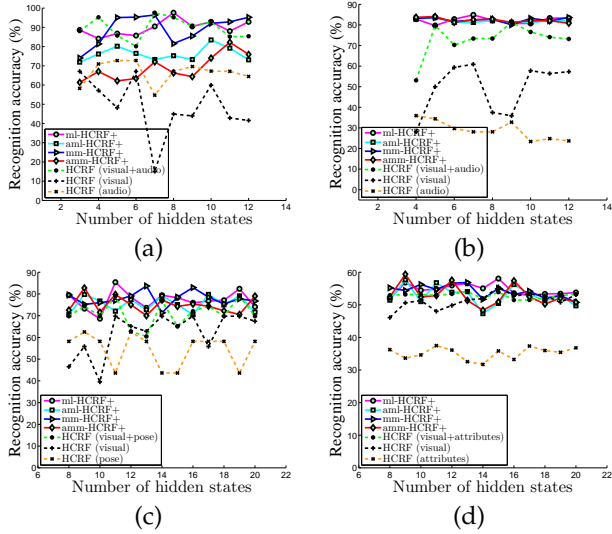 Recognition accuracy (%)
100
90
80
70
60
50
40
30
20
10
0
ml-HCRF+
aml-HCRF+
mm-HCRF+
amm-HCRF+
HCRF (visual+audio)
HCRF (visual)
HCRF (audio)
2 4 6 8 10 12 14
Number of hidden states
(a)
Recognition accuracy (%)
90
80
70
60
50
40
30
20
10
0
ml-HCRF+
aml-HCRF+
mm-HCRF+
amm-HCRF+
HCRF (visual+audio)
HCRF (visual)
HCRF (audio)
2 4 6 8 10 12 14
Number of hidden states
(b)
Recognition accuracy (%)
90
80
70
60
50
40
30
20
10
0
ml-HCRF+
aml-HCRF+
mm-HCRF+
amm-HCRF+
HCRF (visual+pose)
HCRF (visual)
HCRF (pose)
6 8 10 12 14 16 18 20 22
Number of hidden states
(c)
Recognition accuracy (%)
60
50
40
30
20
10
0
ml-HCRF+
aml-HCRF+
mm-HCRF+
amm-HCRF+
HCRF (visual+attributes)
HCRF (visual)
HCRF (attributes)
6 8 10 12 14 16 18 20 22
Number of hidden states
(d)